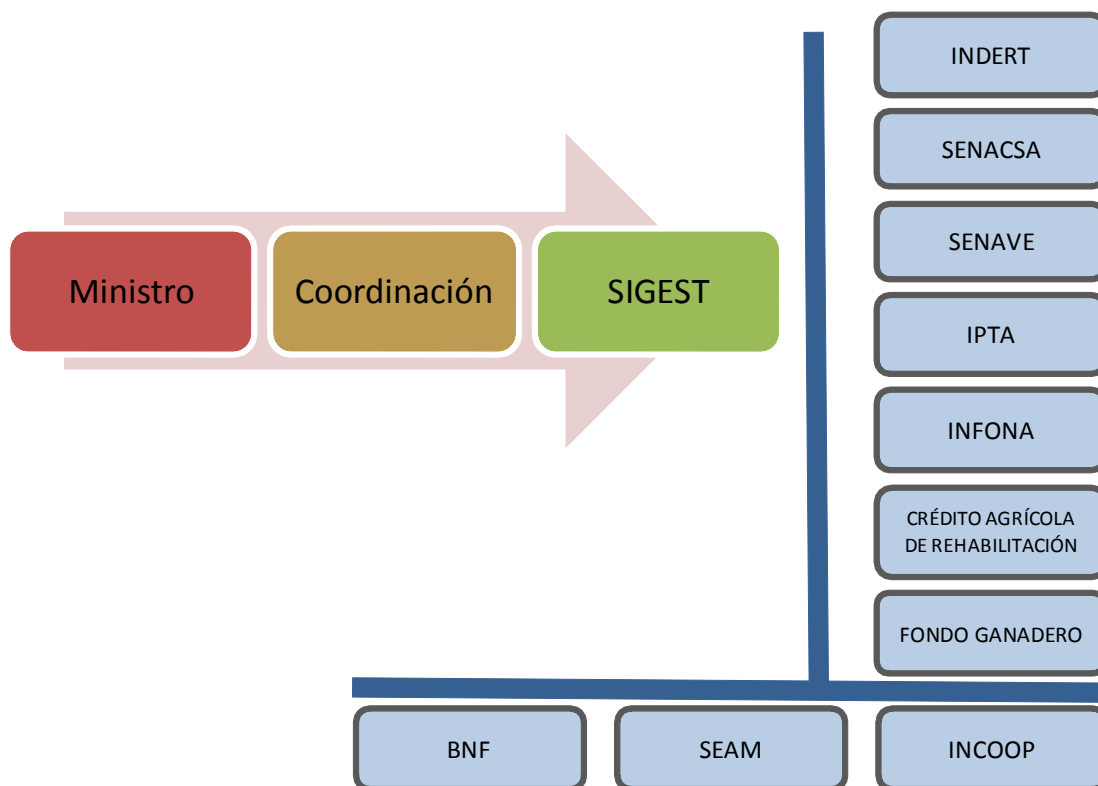 INDERT
SENACSA
SENAVE
Ministro
Coordinación
SIGEST
IPTA
INFONA
CRÉDITO AGRÍCOLA
DE REHABILITACIÓN
FONDO GANADERO
BNF
SEAM
INCOOP